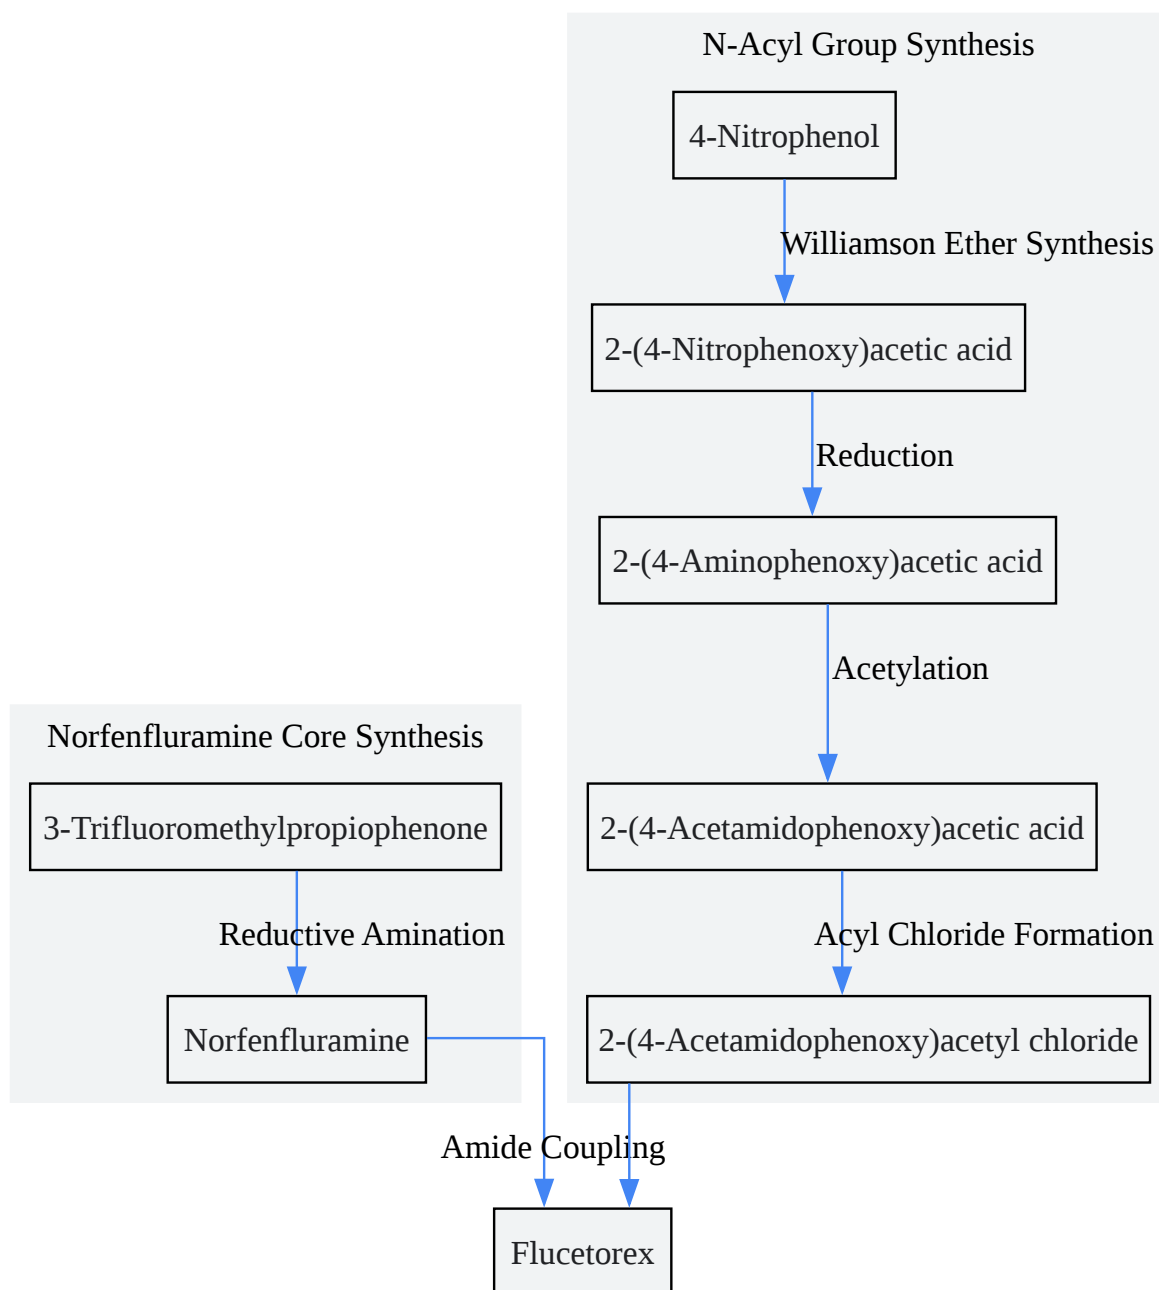 N-Acyl Group Synthesis
4-Nitrophenol
Williamson Ether Synthesis
2-(4-Nitrophenoxy)acetic acid
Reduction
2-(4-Aminophenoxy)acetic acid
Acetylation
Norfenfluramine Core Synthesis
3-Trifluoromethylpropiophenone
2-(4-Acetamidophenoxy)acetic acid
Reductive Amination
Acyl Chloride Formation
Norfenfluramine
2-(4-Acetamidophenoxy)acetyl chloride
Amide Coupling
Flucetorex